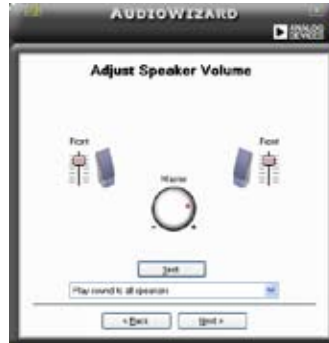 AUDIOWIZARD
ANALOG
DEVICES
Adjust Speaker Volume
Front
Front
Master
Test
Play sound to all speakers
< Back
Next >